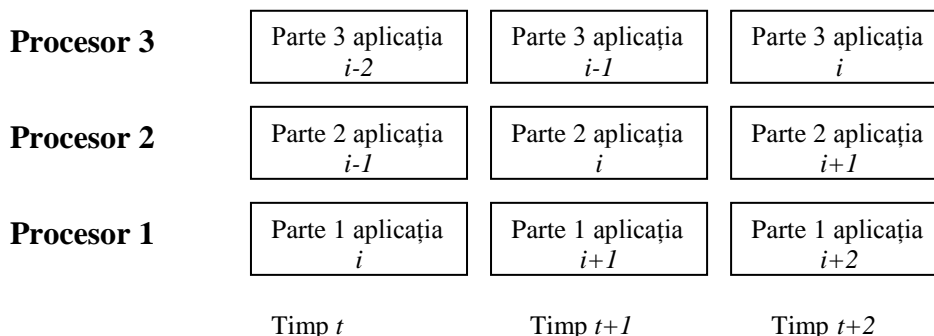 Procesor 3
Parte 3 aplicația
i-2
Parte 3 aplicația
i-1
Parte 3 aplicația
i
Procesor 2
Parte 2 aplicația
i-1
Parte 2 aplicația
i
Parte 2 aplicația
i+1
Procesor 1
Parte 1 aplicația
i
Parte 1 aplicația
i+1
Parte 1 aplicația
i+2
Timp t
Timp t+1
Timp t+2